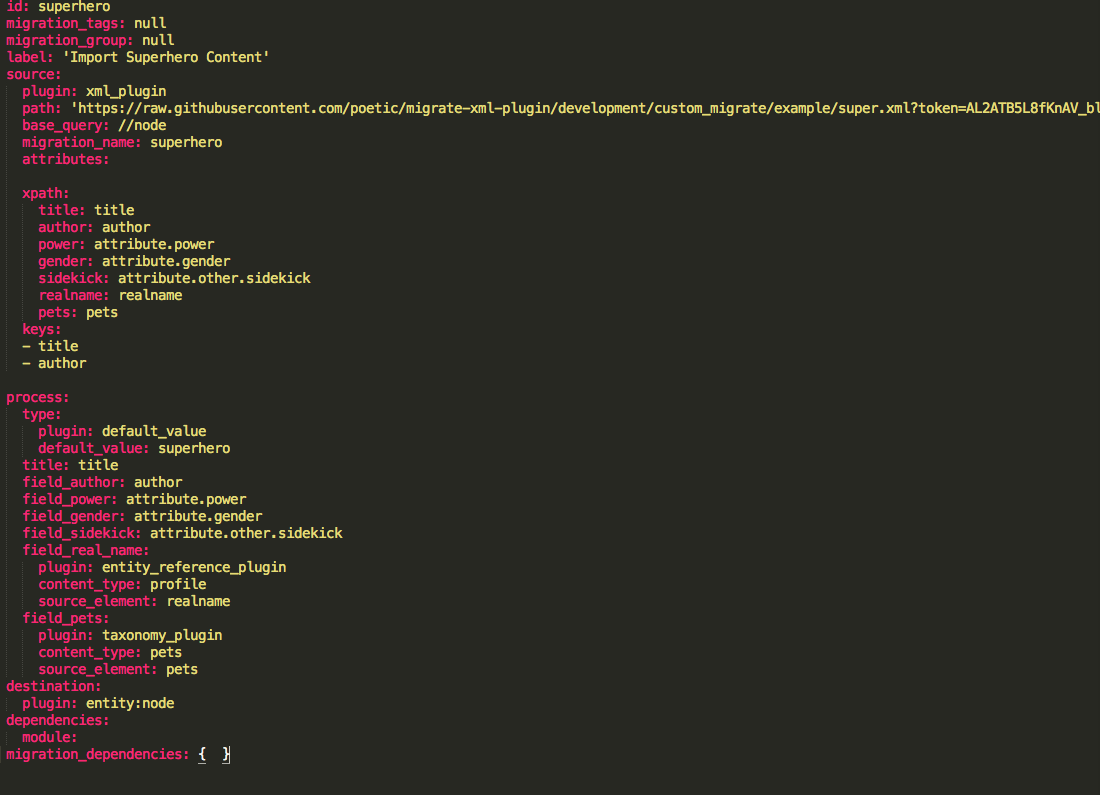 id: superhero
migration_tags: null
migration_group: null
label: 'Import Superhero Content'
source:
  plugin: xml_plugin
  path: 'https://raw.githubusercontent.com/poetic/migrate-xml-plugin/development/custom_migrate/example/super.xml?token=AL2ATB5L8fKnAV_bl
  base_query: //node
  migration_name: superhero
  attributes:

  xpath:
    title: title
    author: author
    power: attribute.power
    gender: attribute.gender
    sidekick: attribute.other.sidekick
    realname: realname
    pets: pets
  keys:
  - title
  - author

process:
  type:
    plugin: default_value
    default_value: superhero
  title: title
  field_author: author
  field_power: attribute.power
  field_gender: attribute.gender
  field_sidekick: attribute.other.sidekick
  field_real_name:
    plugin: entity_reference_plugin
    content_type: profile
    source_element: realname
  field_pets:
    plugin: taxonomy_plugin
    content_type: pets
    source_element: pets
destination:
  plugin: entity:node
dependencies:
  module:
migration_dependencies: {  }